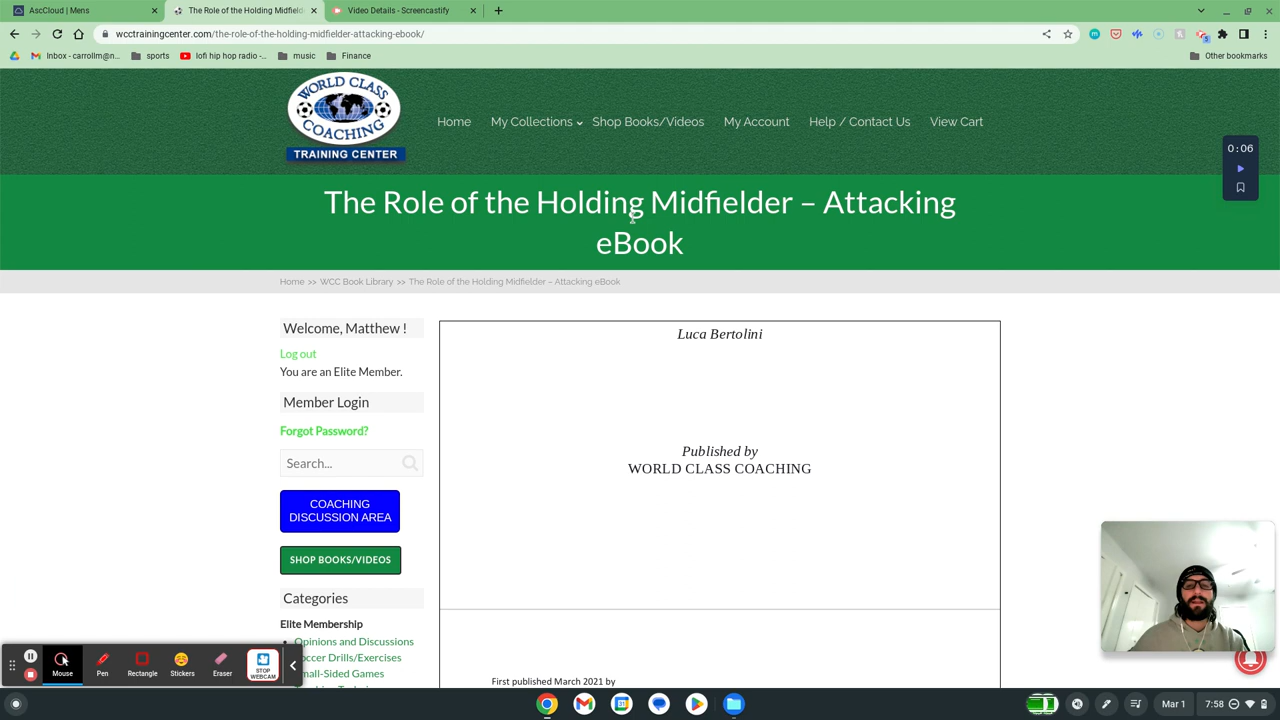 AscCloud | Mens
The Role of the Holding Midfield
Video Details - Screencastify
wcctrainingcenter.com/the-role-of-the-holding-midfielder-attacking-ebook/
Inbox - carrollm@n...
sports
lofi hip hop radio -...
music
Finance
Other bookmarks
WORLD CLASS
COACHING
TRAINING CENTER
Home
My Collections
Shop Books/Videos
My Account
Help / Contact Us
View Cart
0:06
The Role of the Holding Midfielder – Attacking
eBook
Home >> WCC Book Library >> The Role of the Holding Midfielder – Attacking eBook
Welcome, Matthew !
Log out
You are an Elite Member.
Member Login
Forgot Password?
Search...
COACHING
DISCUSSION AREA
SHOP BOOKS/VIDEOS
Categories
Elite Membership
Opinions and Discussions
occer Drills/Exercises
mall-Sided Games
Luca Bertolini
Published by
WORLD CLASS COACHING
First published March 2021 by
Mouse
Pen
Rectangle
Stickers
Eraser
STOP
WEBCAM
Mar 1
7:58